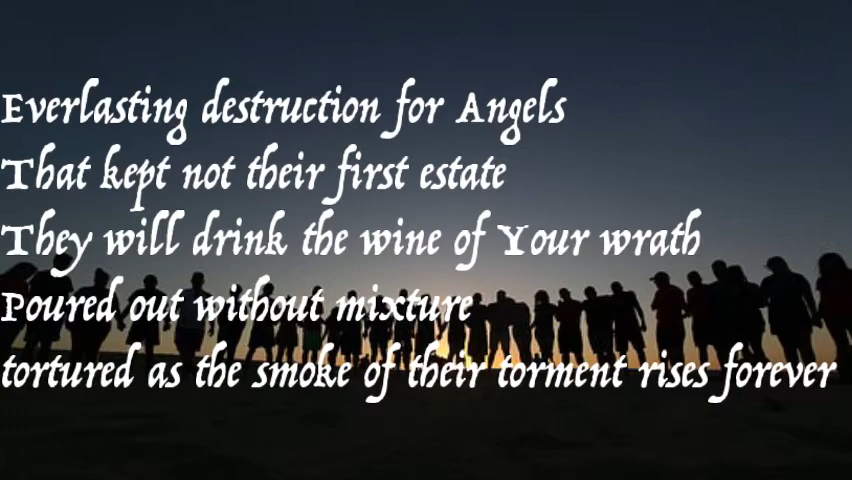 Everlasting destruction for Angels
That kept not their first estate
They will drink the wine of Your wrath
Poured out without mixture
tortured as the smoke of their torment rises forever